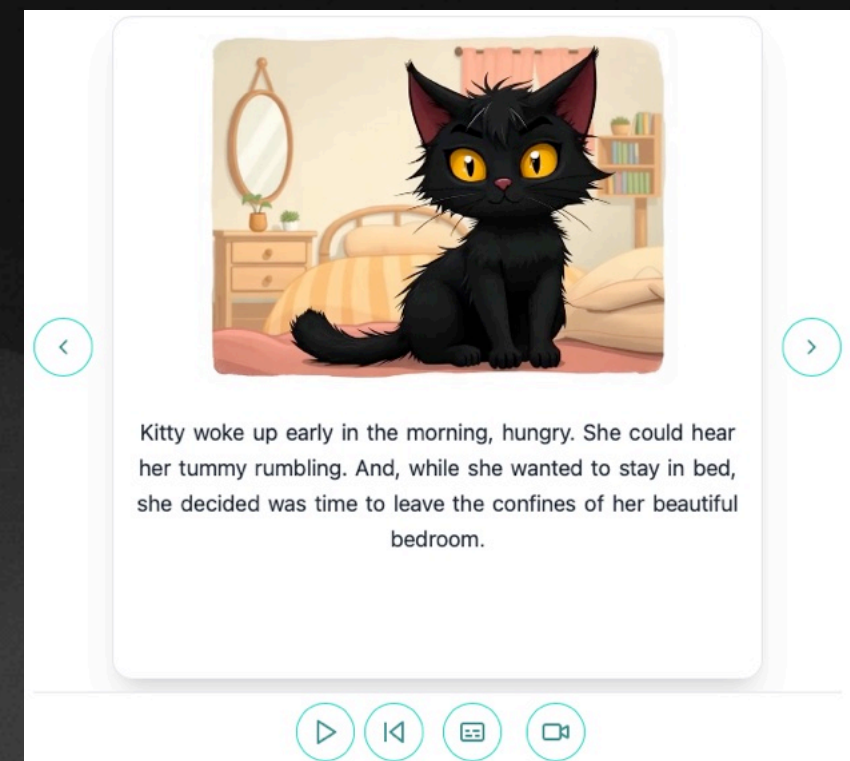 Kitty woke up early in the morning, hungry. She could hear
her tummy rumbling. And, while she wanted to stay in bed,
she decided was time to leave the confines of her beautiful
bedroom.